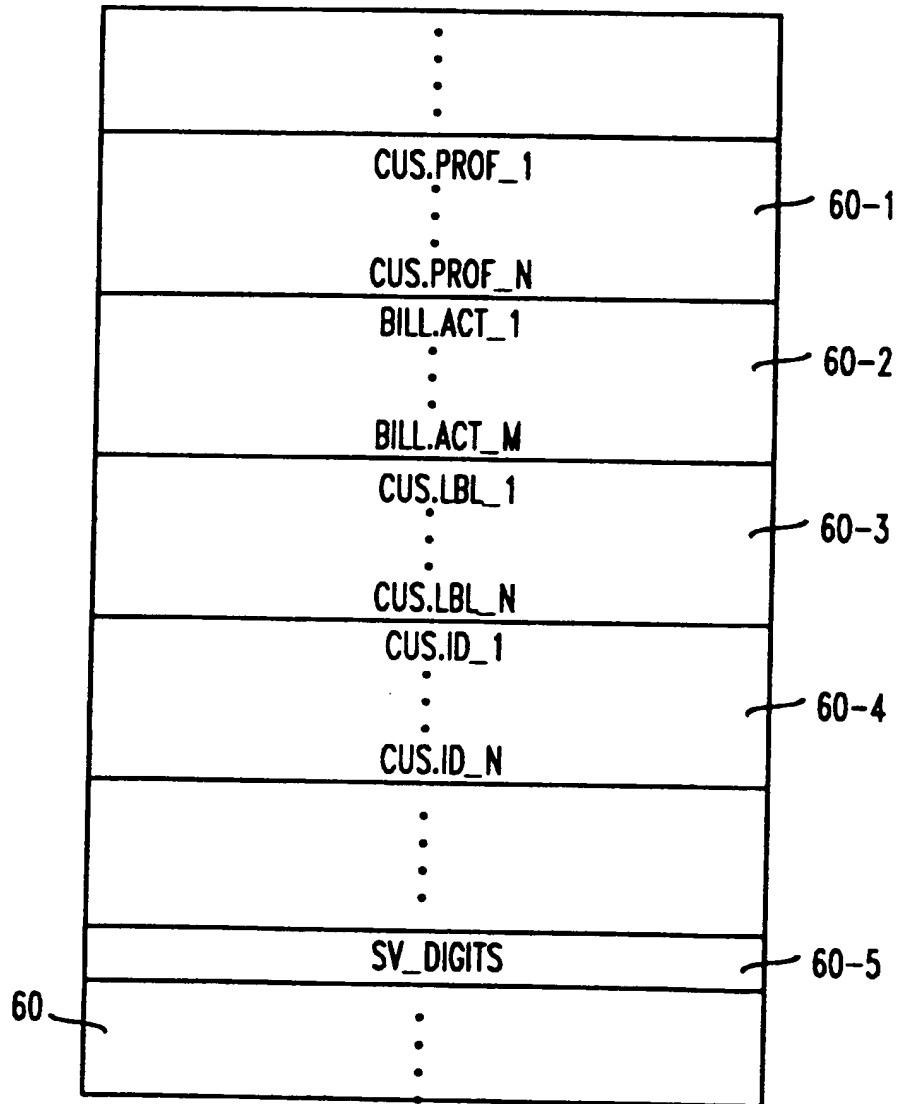 CUS.PROF_1
60-1
CUS.PROF_N
BILL.ACT_1
60-2
BILL.ACT_M
CUS.LBL_1
60-3
CUS.LBL_N
CUS.ID_1
60-4
CUS.ID_N
SV_DIGITS
60-5
60